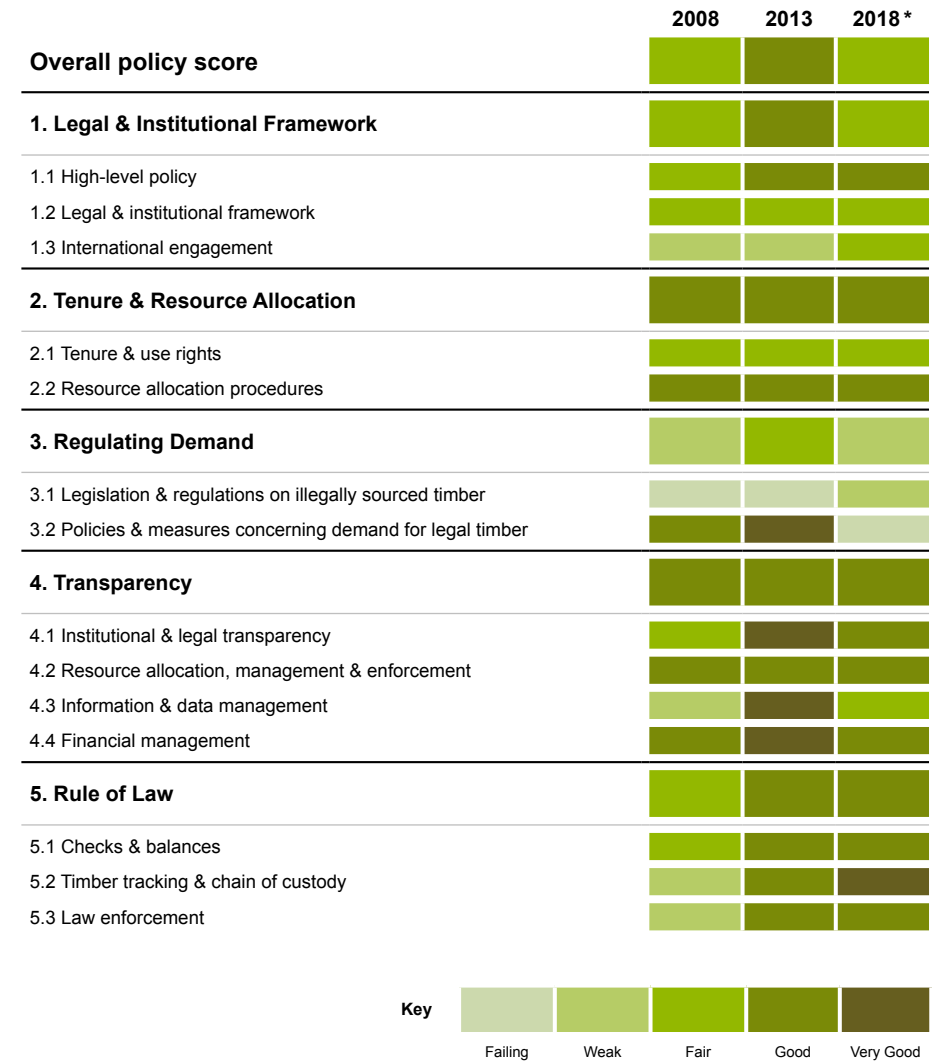 2008 2013 2018 *
Overall policy score
1. Legal & Institutional Framework
1.1 High-level policy
1.2 Legal & institutional framework
1.3 International engagement
2. Tenure & Resource Allocation
2.1 Tenure & use rights
2.2 Resource allocation procedures
3. Regulating Demand
3.1 Legislation & regulations on illegally sourced timber
3.2 Policies & measures concerning demand for legal timber
4. Transparency
4.1 Institutional & legal transparency
4.2 Resource allocation, management & enforcement
4.3 Information & data management
4.4 Financial management
5. Rule of Law
5.1 Checks & balances
5.2 Timber tracking & chain of custody
5.3 Law enforcement
Key
Failing Weak Fair Good Very Good